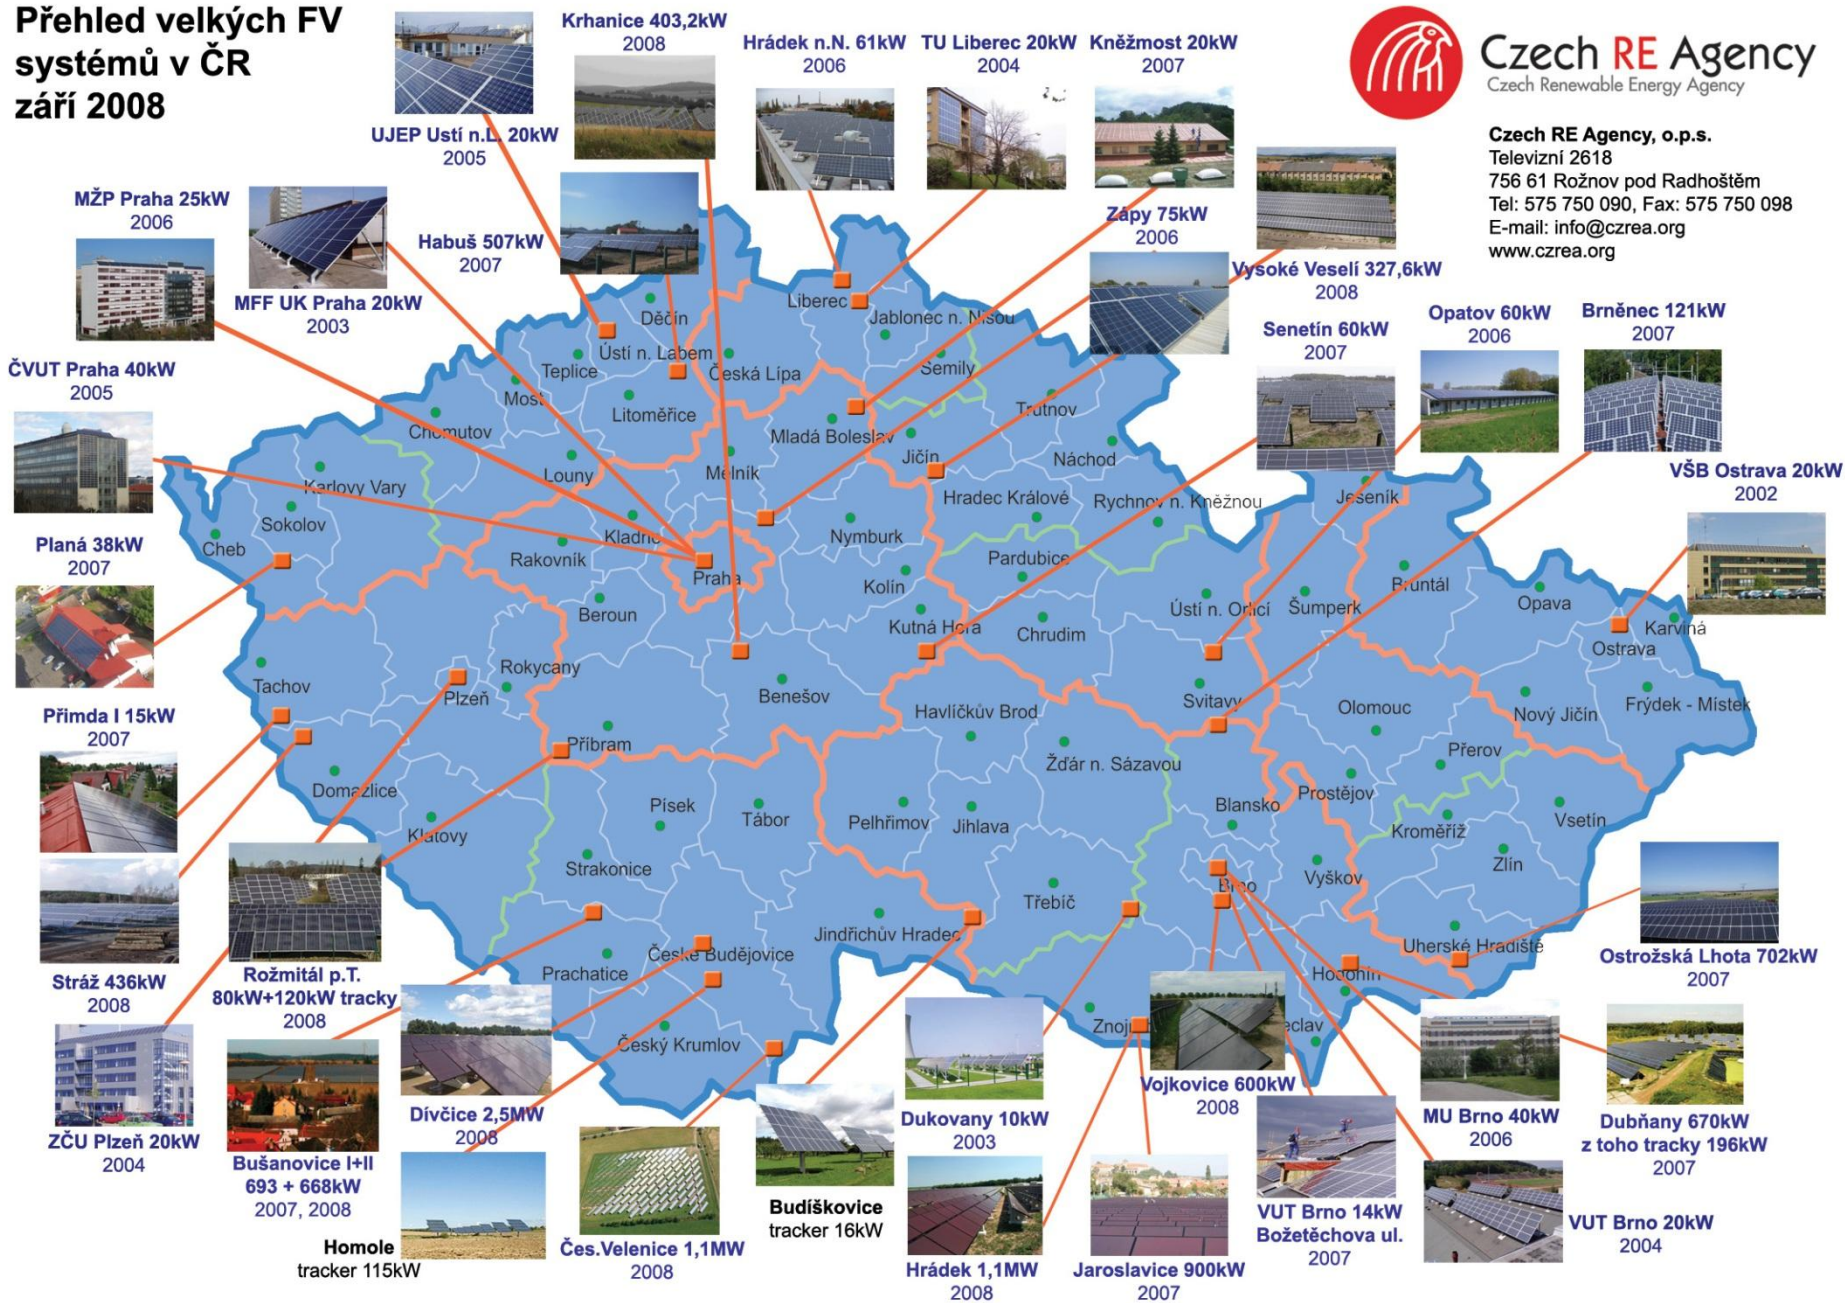 Přehled velkých FV
systémů v ČR
září 2008
Czech RE Agency
Czech Renewable Energy Agency
Czech RE Agency, o.p.s.
Televizní 2618
756 61 Rožnov pod Radhoštěm
Tel: 575 750 090, Fax: 575 750 098
E-mail: info@czrea.org
www.czrea.org
UJEP Ustí n.L. 20kW
2005
Krhanice 403,2kW
2008
Hrádek n.N. 61kW
2006
TU Liberec 20kW
2004
Kněžmost 20kW
2007
MŽP Praha 25kW
2006
MFF UK Praha 20kW
2003
Habuš 507kW
2007
Zápy 75kW
2006
Vysoké Veselí 327,6kW
2008
Senetín 60kW
2007
Opatov 60kW
2006
Brněnec 121kW
2007
ČVUT Praha 40kW
2005
VŠB Ostrava 20kW
2002
Planá 38kW
2007
Přimda I 15kW
2007
Stráž 436kW
2008
ZČU Plzeň 20kW
2004
Rožmitál p.T.
80kW+120kW tracky
2008
Bušanovice I+II
693 + 668kW
2007, 2008
Homole
tracker 115kW
Dívčice 2,5MW
2008
Čes.Velenice 1,1MW
2008
Budíškovice
tracker 16kW
Dukovany 10kW
2003
Hrádek 1,1MW
2008
Jaroslavice 900kW
2007
Vojkovice 600kW
2008
VUT Brno 14kW
Božetěchova ul.
2007
MU Brno 40kW
2006
VUT Brno 20kW
2004
Dubňany 670kW
z toho tracky 196kW
2007
Ostrožská Lhota 702kW
2007
Děčín
Ústí n. Labem
Teplice
Most
Litoměřice
Chomutov
Louny
Česká Lípa
Liberec
Jablonec n. Nisou
Semily
Trutnov
Mladá Boleslav
Jičín
Náchod
Mělník
Hradec Králové
Rychnov n. Kněžnou
Karlovy Vary
Sokolov
Cheb
Rakovník
Kladno
Praha
Nymburk
Pardubice
Kolín
Beroun
Kutná Hora
Chrudim
Ústí n. Orlicí
Šumperk
Jeseník
Bruntál
Opava
Karviná
Ostrava
Tachov
Plzeň
Rokycany
Benešov
Svitavy
Olomouc
Nový Jičín
Frýdek - Místek
Příbram
Havlíčkův Brod
Žďár n. Sázavou
Přerov
Domažlice
Klatovy
Písek
Tábor
Pelhřimov
Jihlava
Blansko
Prostějov
Kroměříž
Vsetín
Zlín
Strakonice
Třebíč
Brno
Vyškov
Prachatice
České Budějovice
Jindřichův Hradec
Uherské Hradiště
Hodonín
Český Krumlov